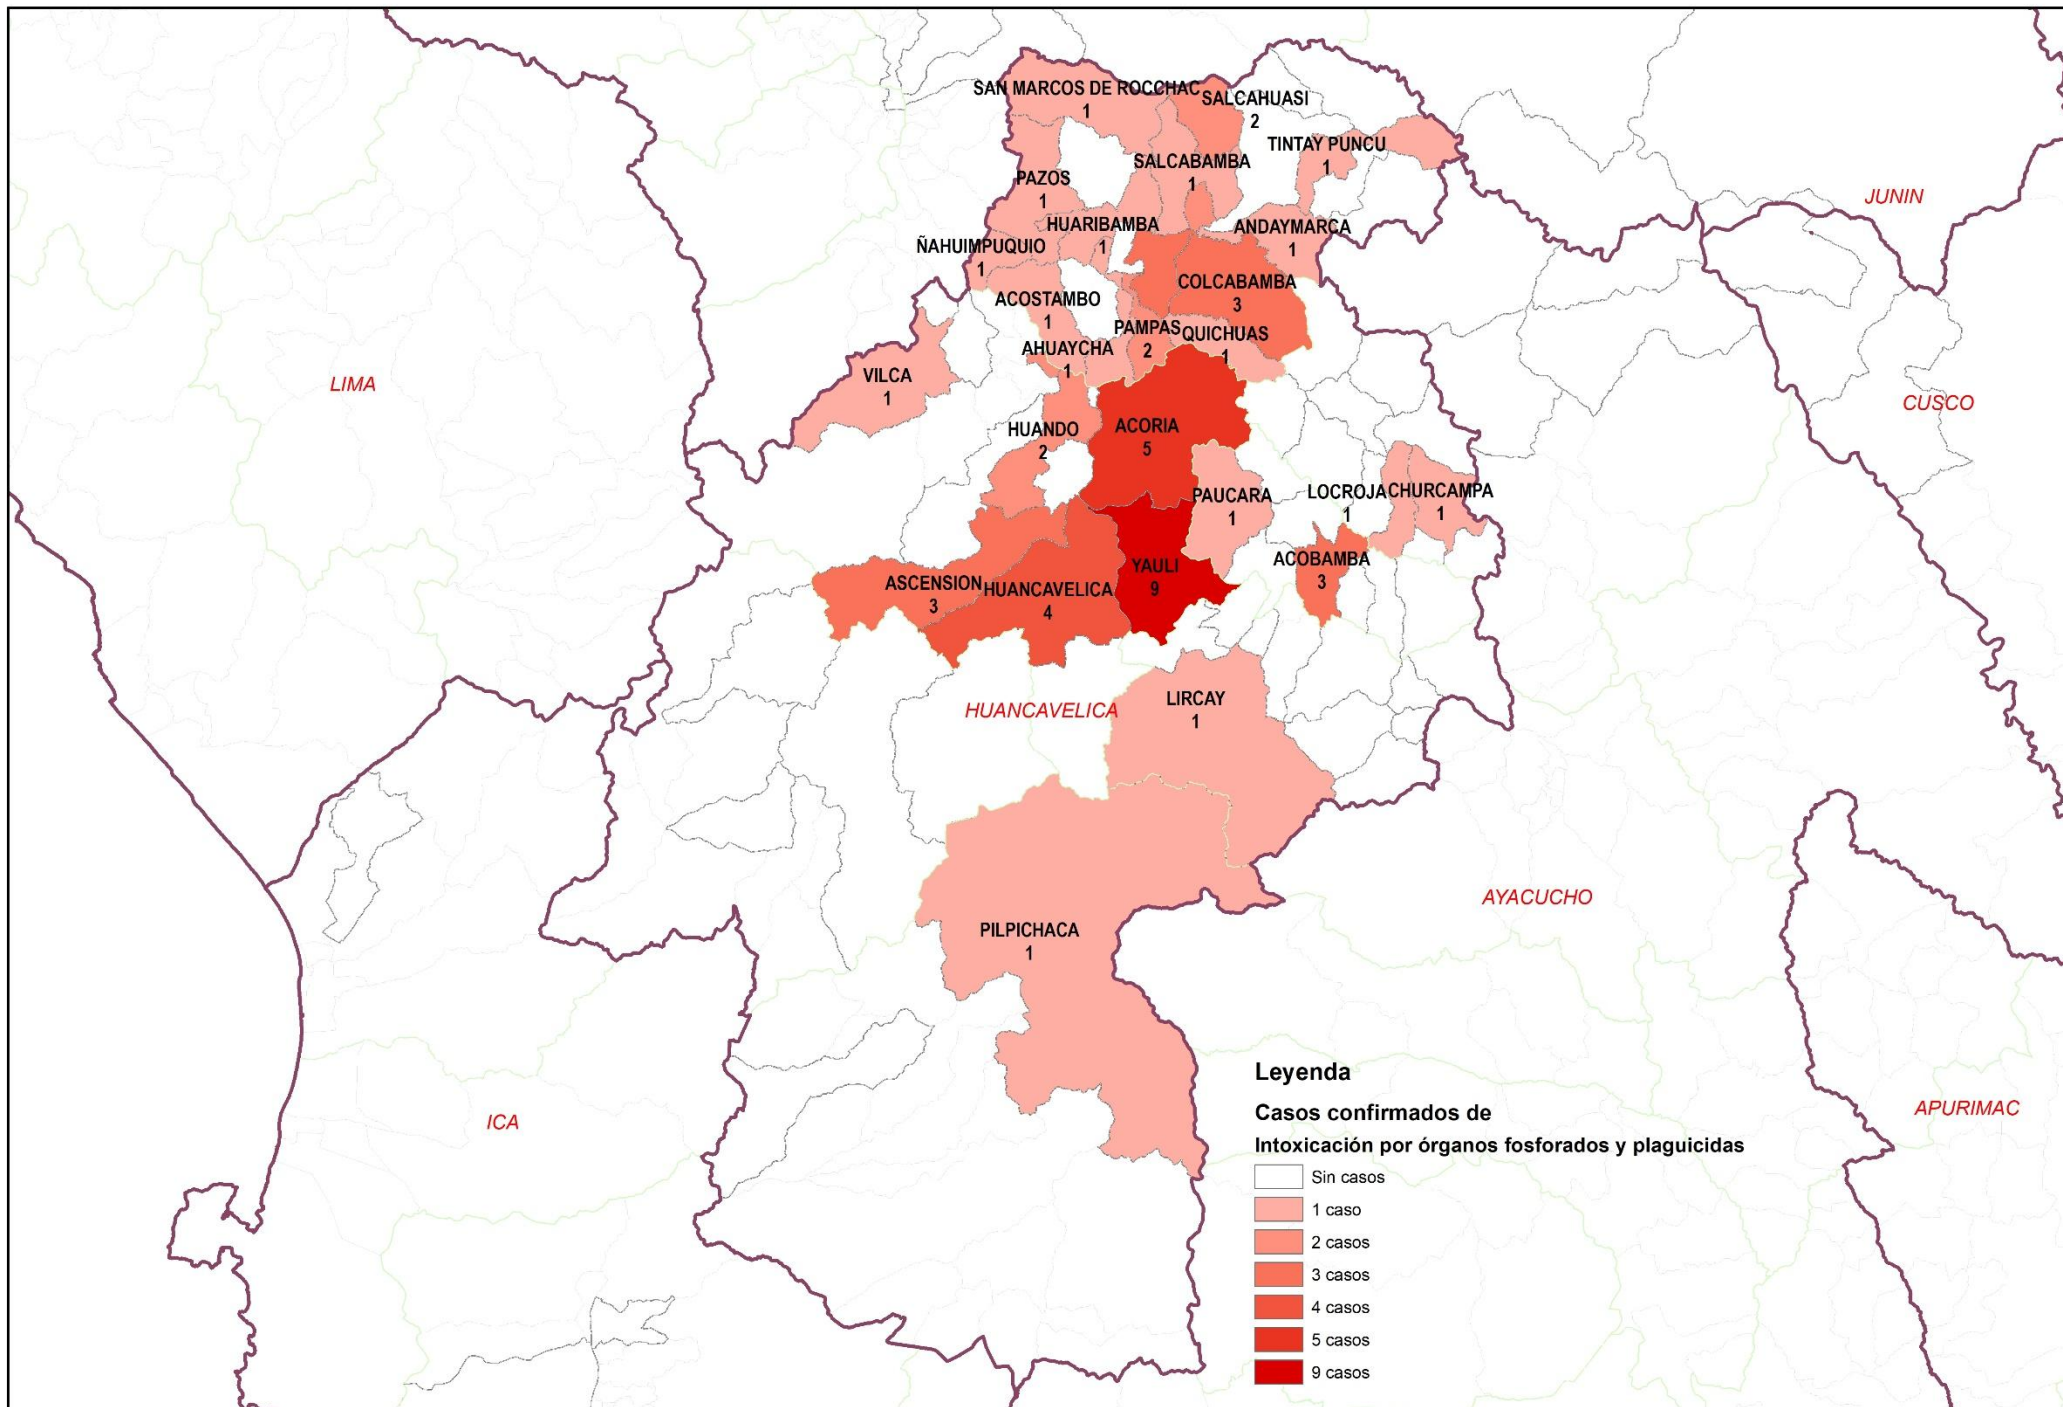 SAN MARCOS DE ROCCHAC
1
SALCAHUASI
2
TINTAY PUNCU
1
SALCABAMBA
1
PAZOS
1
JUNIN
HUARIBAMBA
1
ANDAYMARCA
1
ÑAHUIMPUQUIO
1
COLCABAMBA
3
ACOSTAMBO
1
PAMPAS
2
QUICHUAS
1
AHUAYCHA
1
VILCA
1
LIMA
CUSCO
HUANDO
2
ACORIA
5
PAUCARA
1
LOCROJA
1
CHURCAMPA
1
ACOBAMBA
3
YAULI
9
ASCENSION
3
HUANCAVELICA
4
LIRCAY
1
HUANCAVELICA
AYACUCHO
PILPICHACA
1
ICA
APURIMAC
Leyenda
Casos confirmados de
Intoxicación por órganos fosforados y plaguicidas
Sin casos
1 caso
2 casos
3 casos
4 casos
5 casos
9 casos